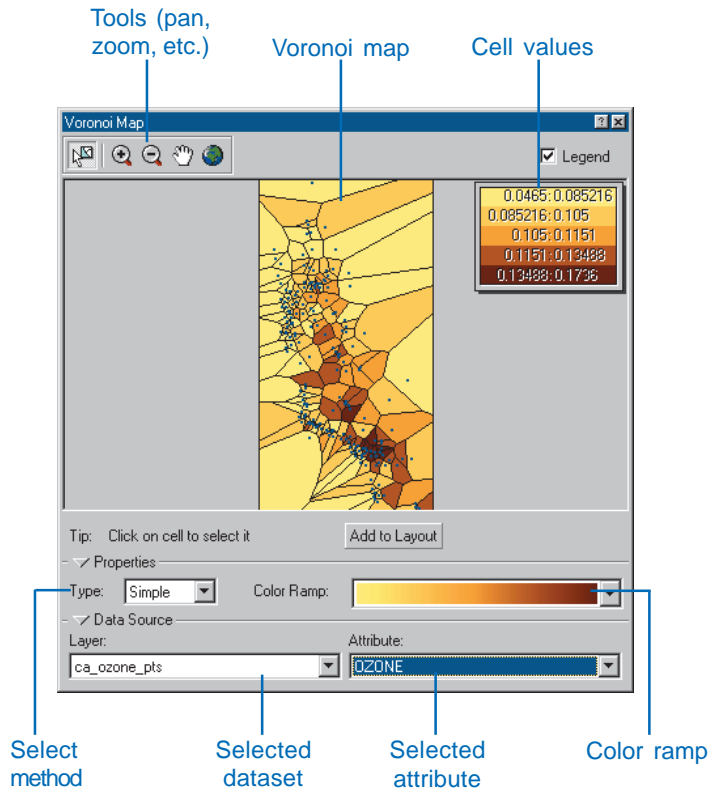 Tools (pan,
zoom, etc.)
Voronoi map
Cell values
Voronoi Map
Legend
0.0465:0.085216
0.085216:0.105
0.105:0.1151
0.1151:0.13488
0.13488:0.1736
Tip: Click on cell to select it
Add to Layout
Properties
Type: Simple
Color Ramp:
Data Source
Layer:
Attribute:
ca_ozone_pts
OZONE
Select
method
Selected
dataset
Selected
attribute
Color ramp